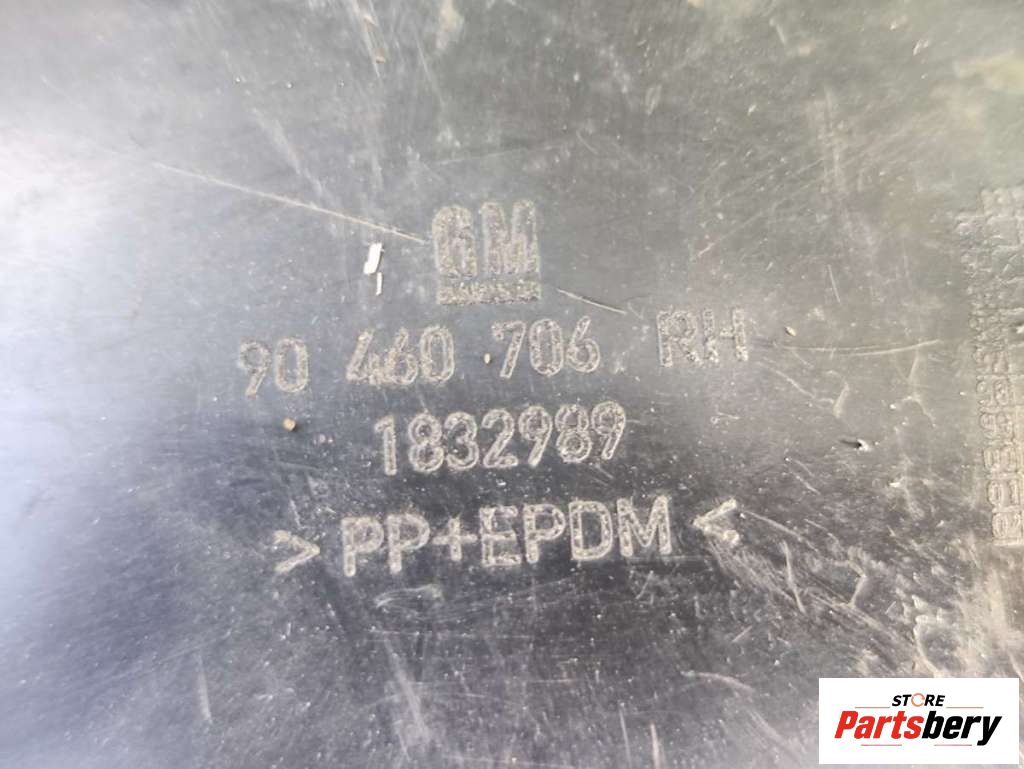 GM
90 460 706 RH
1832989
> PP+EPDM <
STORE
Partsbery